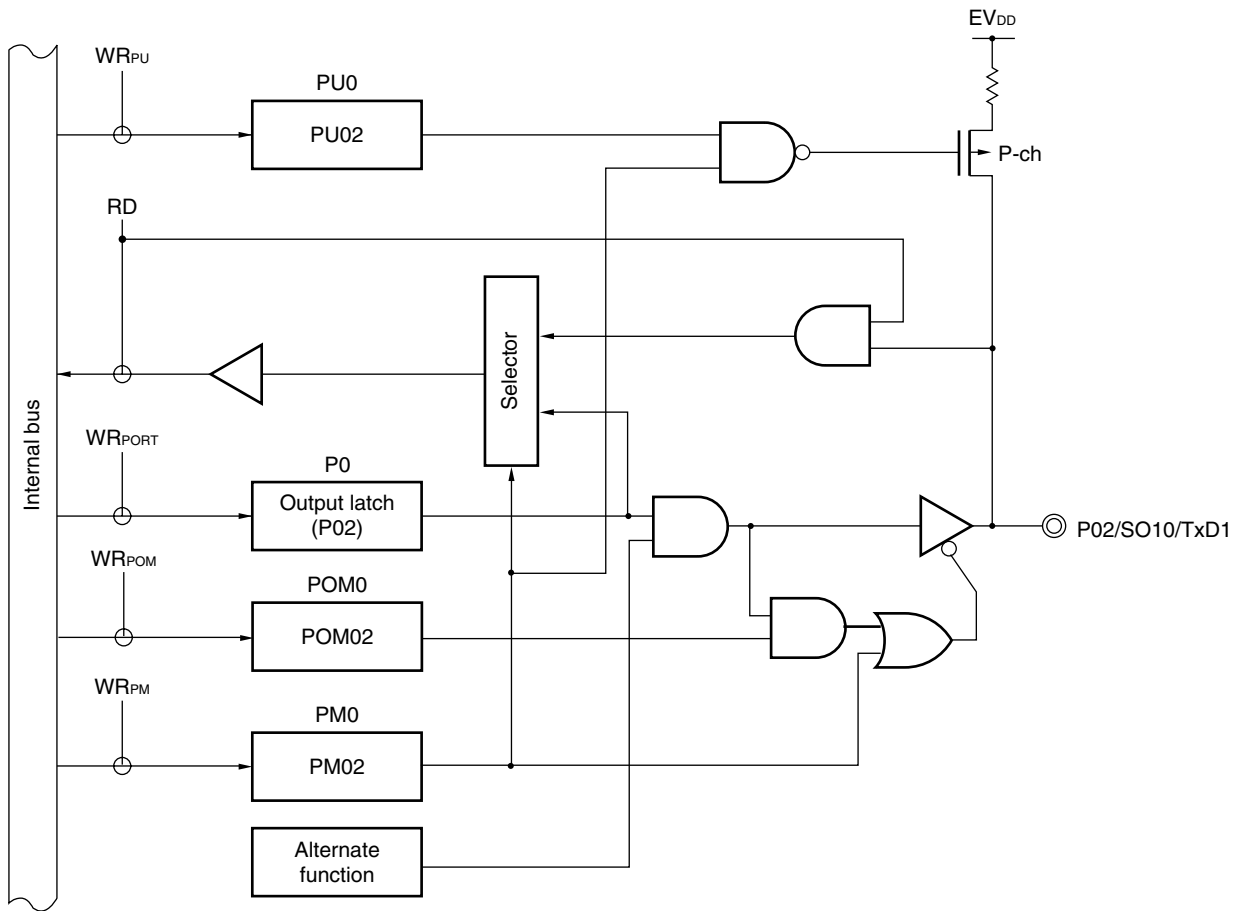 EVDD
WRPU
PU0
PU02
P-ch
RD
Selector
Internal bus
WRPORT
P0
Output latch
(P02)
P02/SO10/TxD1
WRPOM
POM0
POM02
WRPM
PM0
PM02
Alternate
function